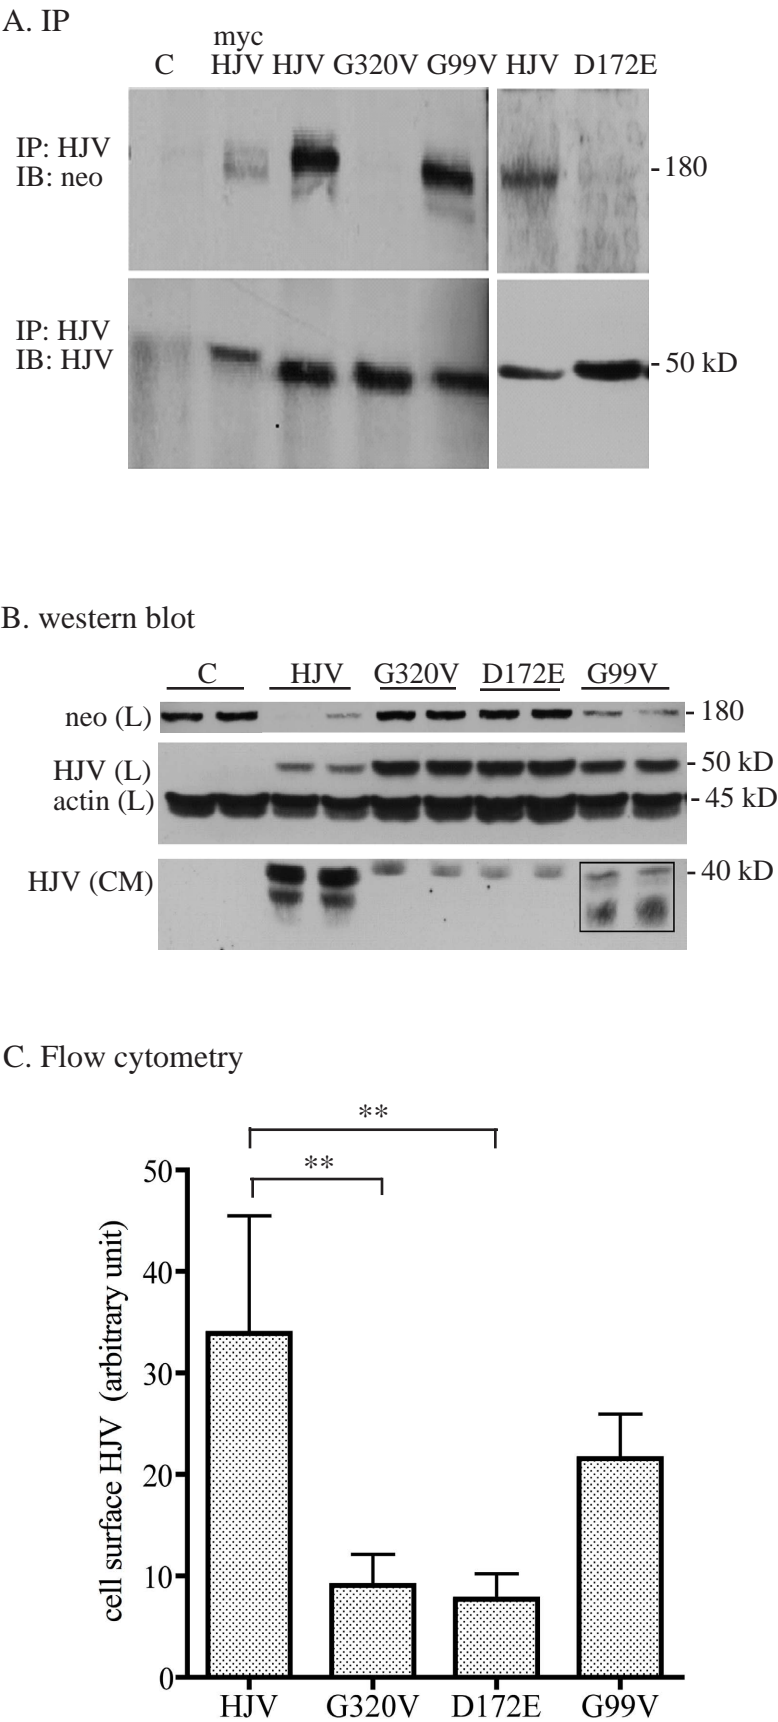 A. IP
myc
C HJV HJV G320V G99V HJV D172E
IP: HJV
IB: neo
-180
IP: HJV
IB: HJV
-50 kD
B. western blot
C HJV G320V D172E G99V
neo (L)
-180
HJV (L)
-50 kD
actin (L)
-45 kD
HJV (CM)
-40 kD
C. Flow cytometry
**
**
cell surface HJV (arbitrary unit)
50
40
30
20
10
0
HJV G320V D172E G99V